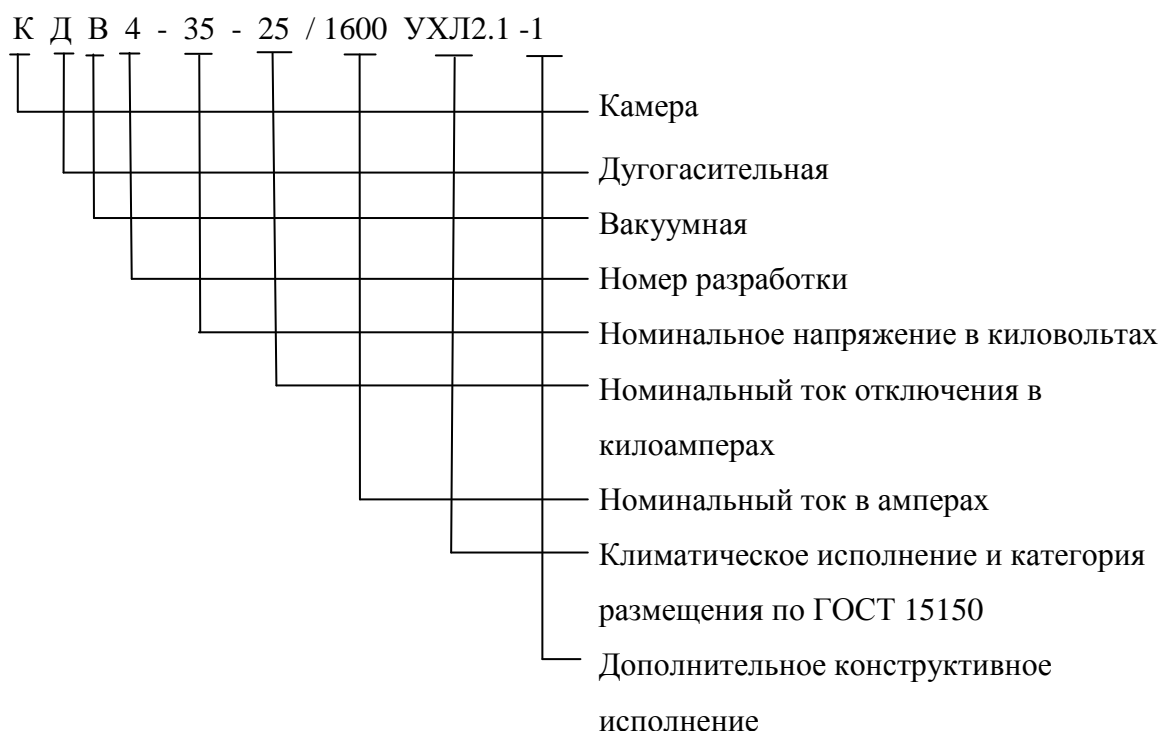 К Д В 4 - 35 - 25 / 1600 УХЛ2.1 -1
Камера
Дугогасительная
Вакуумная
Номер разработки
Номинальное напряжение в киловольтах
Номинальный ток отключения в
килоамперах
Номинальный ток в амперах
Климатическое исполнение и категория
размещения по ГОСТ 15150
Дополнительное конструктивное
исполнение